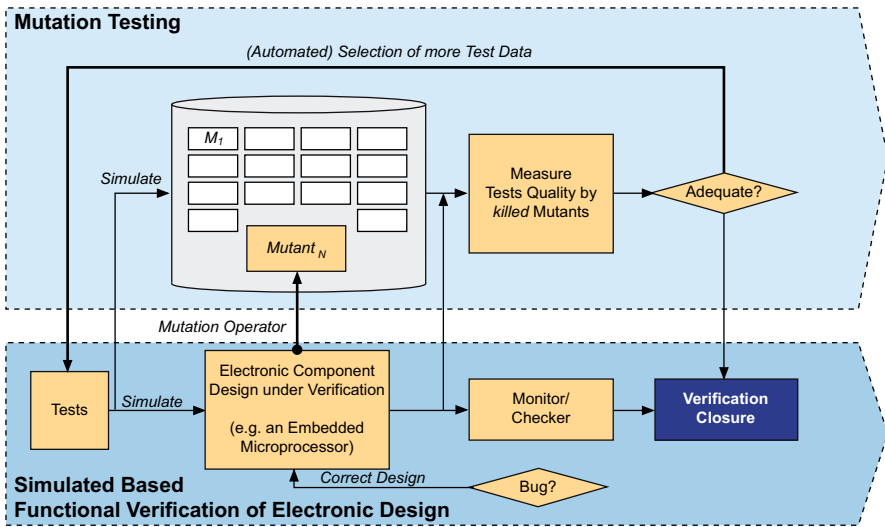 Mutation Testing
(Automated) Selection of more Test Data
M1
Simulate
Measure
Tests Quality by
killed Mutants
Adequate?
Mutant N
Mutation Operator
Electronic Component
Design under Verification
(e.g. an Embedded
Microprocessor)
Tests
Simulate
Monitor/
Checker
Verification
Closure
Correct Design
Bug?
Simulated Based
Functional Verification of Electronic Design